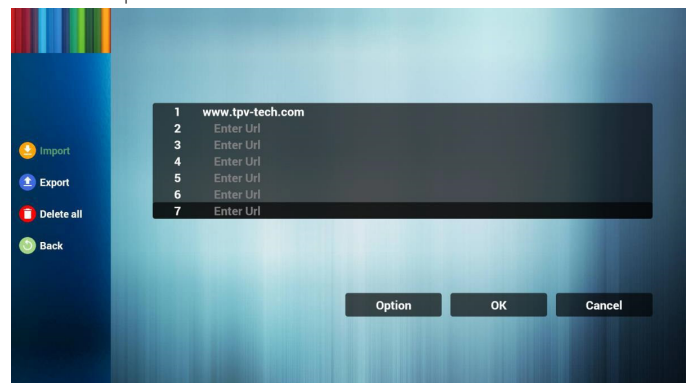 Import
Export
Delete all
Back
1 www.tpv-tech.com
2 Enter Url
3 Enter Url
4 Enter Url
5 Enter Url
6 Enter Url
7 Enter Url
Option OK Cancel